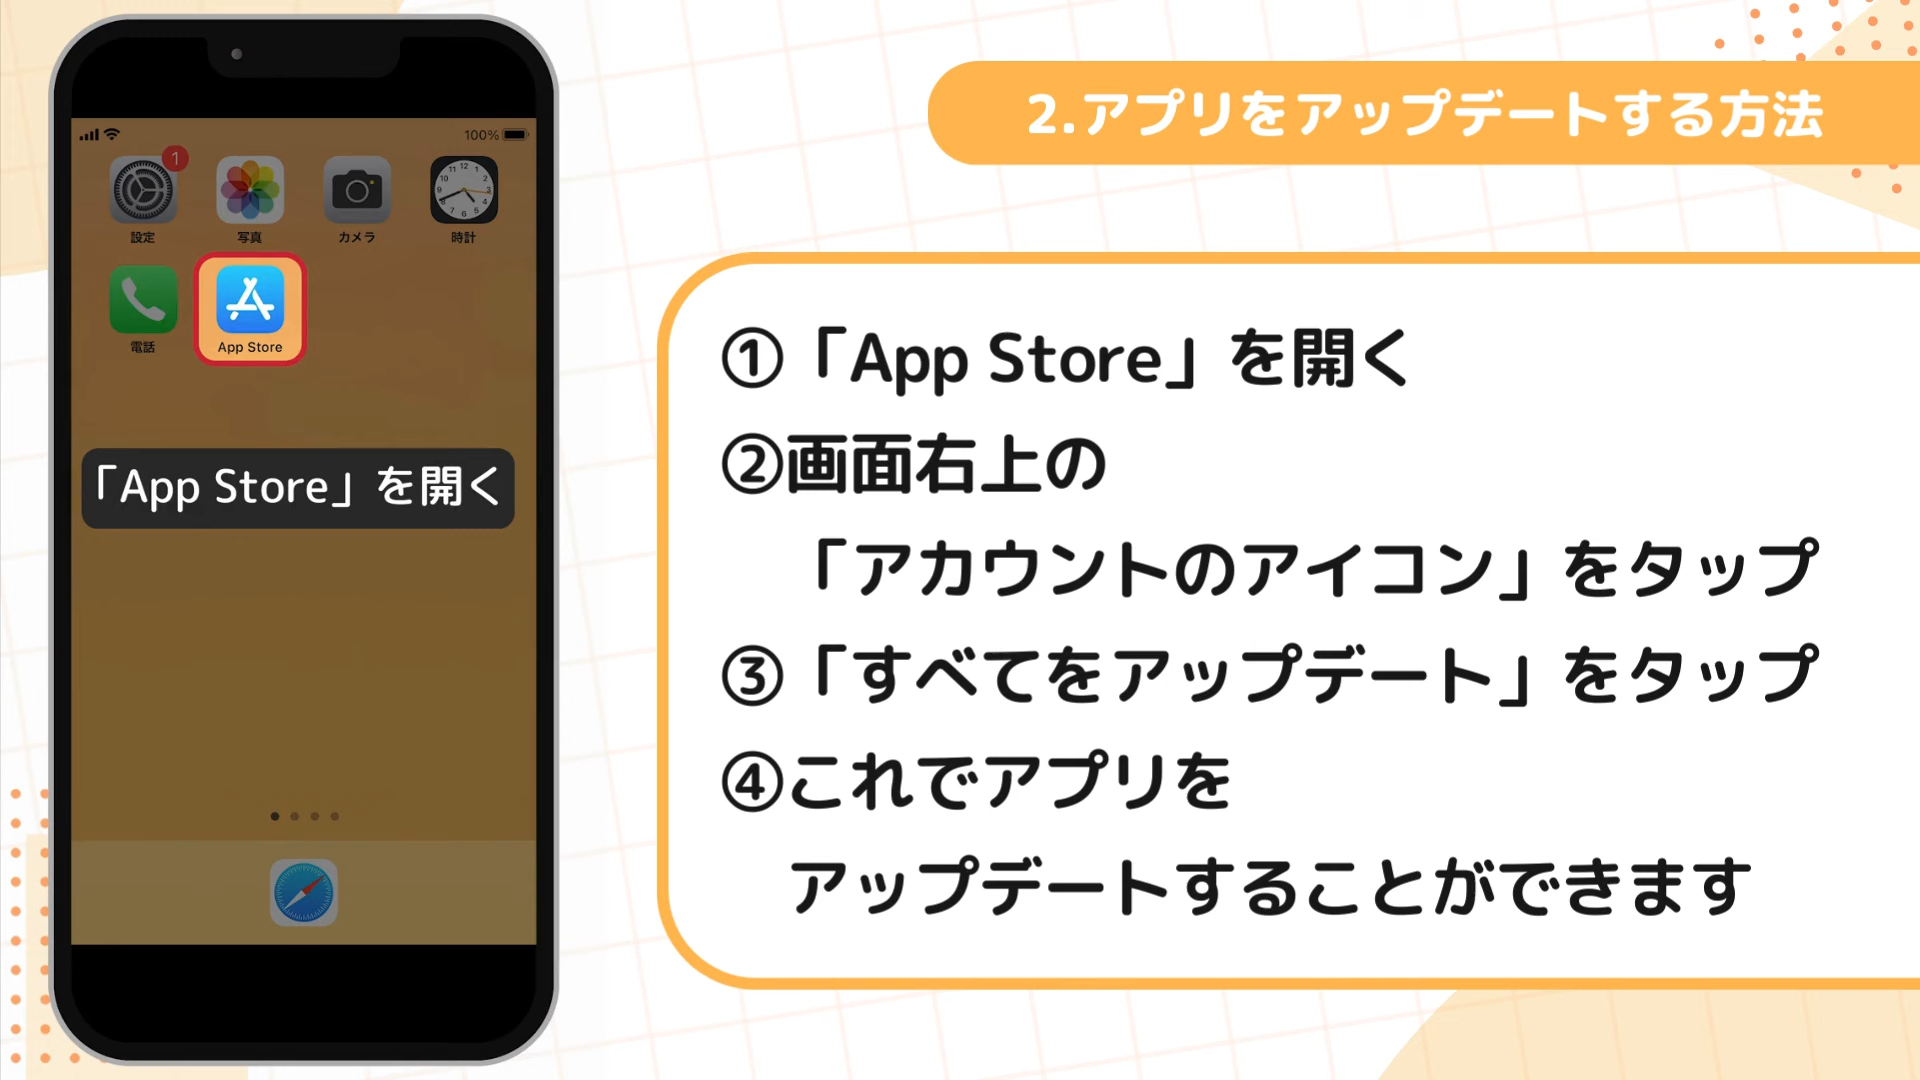 2.アプリをアップデートする方法
100%
1
設定
写真
カメラ
時計
電話
App Store
「App Store」を開く
①「App Store」を開く
②画面右上の
「アカウントのアイコン」をタップ
③「すべてをアップデート」をタップ
④これでアプリを
アップデートすることができます